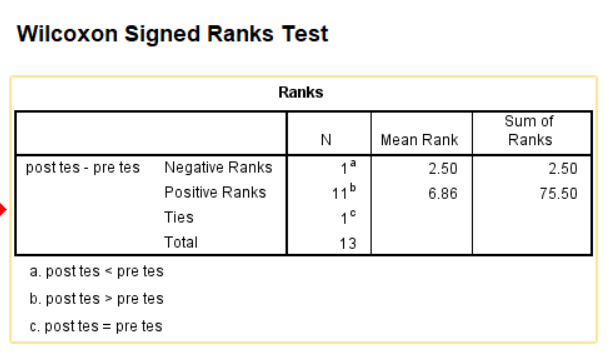 Wilcoxon Signed Ranks Test
Ranks
N Mean Rank Sum of Ranks
post tes - pre tes Negative Ranks 1a 2.50 2.50
Positive Ranks 11b 6.86 75.50
Ties 1c
Total 13
a. post tes < pre tes
b. post tes > pre tes
c. post tes = pre tes